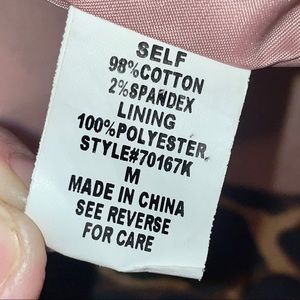 SELF
98%COTTON
2%SPANDEX
LINING
100%POLYESTER
STYLE#70167K
M
MADE IN CHINA
SEE REVERSE
FOR CARE